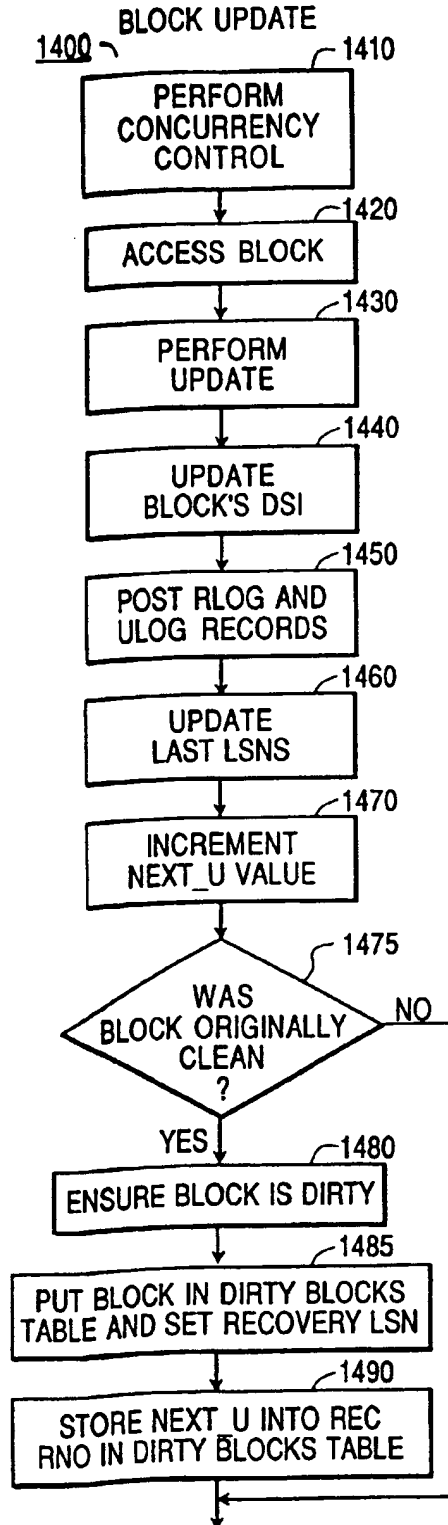 BLOCK UPDATE
1400
1410
PERFORM
CONCURRENCY
CONTROL
1420
ACCESS BLOCK
1430
PERFORM
UPDATE
1440
UPDATE
BLOCK'S DSI
1450
POST RLOG AND
ULOG RECORDS
1460
UPDATE
LAST LSNS
1470
INCREMENT
NEXT_U VALUE
1475
WAS
BLOCK ORIGINALLY
CLEAN
?
NO
YES
1480
ENSURE BLOCK IS DIRTY
1485
PUT BLOCK IN DIRTY BLOCKS
TABLE AND SET RECOVERY LSN
1490
STORE NEXT_U INTO REC
RNO IN DIRTY BLOCKS TABLE